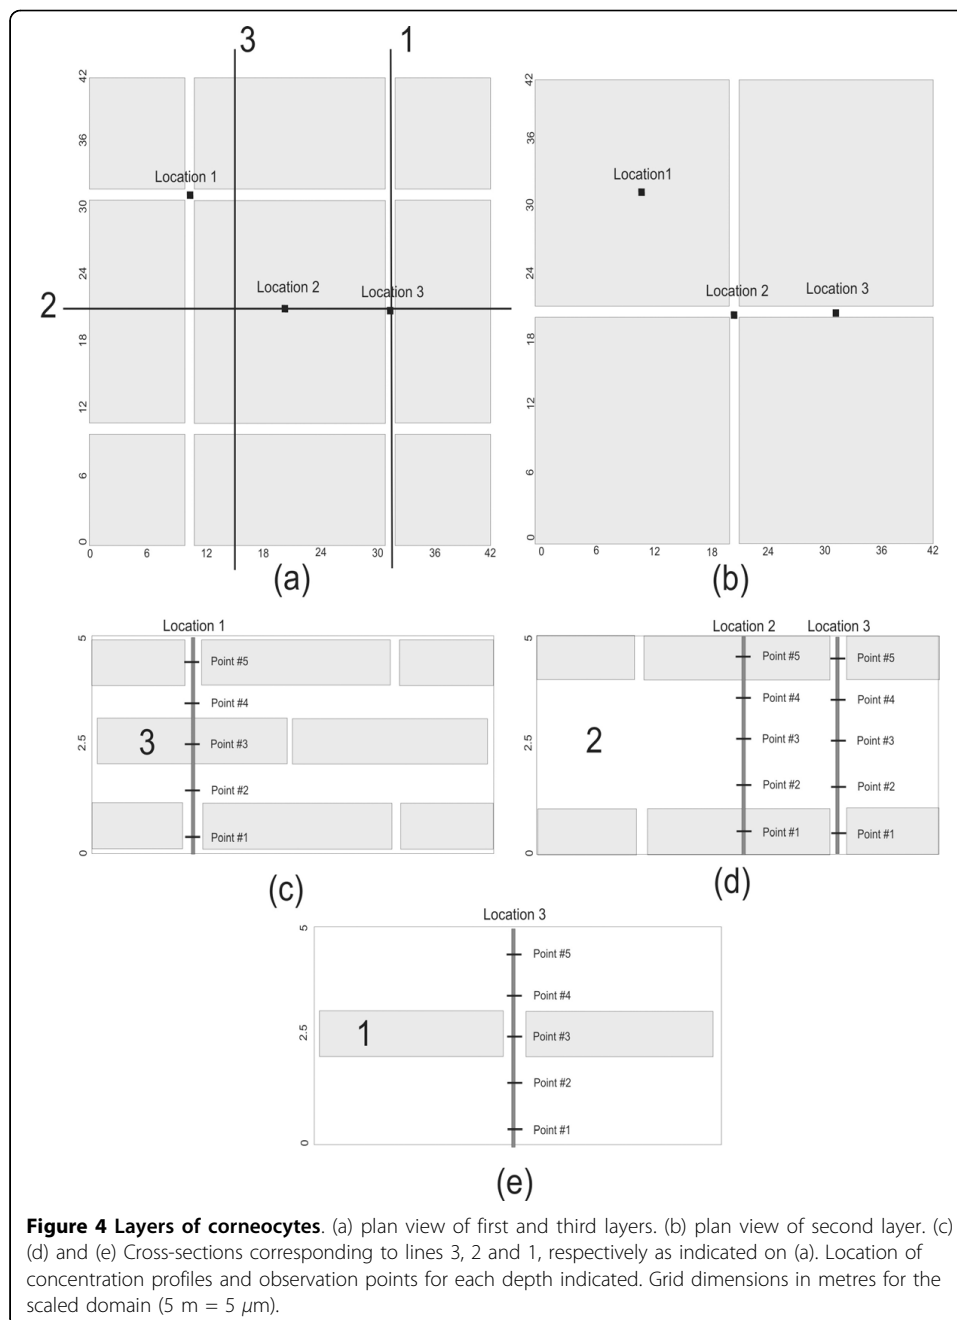 3
1
42
36
30
24
18
12
6
0
Location 1
Location 2
Location 3
2
0 6 12 18 24 30 36 42
(a)
42
36
30
24
18
12
6
0
Location1
Location 2
Location 3
0 6 12 18 24 30 36 42
(b)
Location 1
5
2.5
0
Point #5
Point #4
3
Point #3
Point #2
Point #1
(c)
Location 2 Location 3
5
2.5
0
Point #5 Point #5
Point #4 Point #4
2
Point #3 Point #3
Point #2 Point #2
Point #1 Point #1
(d)
Location 3
5
2.5
0
Point #5
Point #4
1
Point #3
Point #2
Point #1
(e)
Figure 4 Layers of corneocytes. (a) plan view of first and third layers. (b) plan view of second layer. (c)
(d) and (e) Cross-sections corresponding to lines 3, 2 and 1, respectively as indicated on (a). Location of
concentration profiles and observation points for each depth indicated. Grid dimensions in metres for the
scaled domain (5 m = 5 μm).